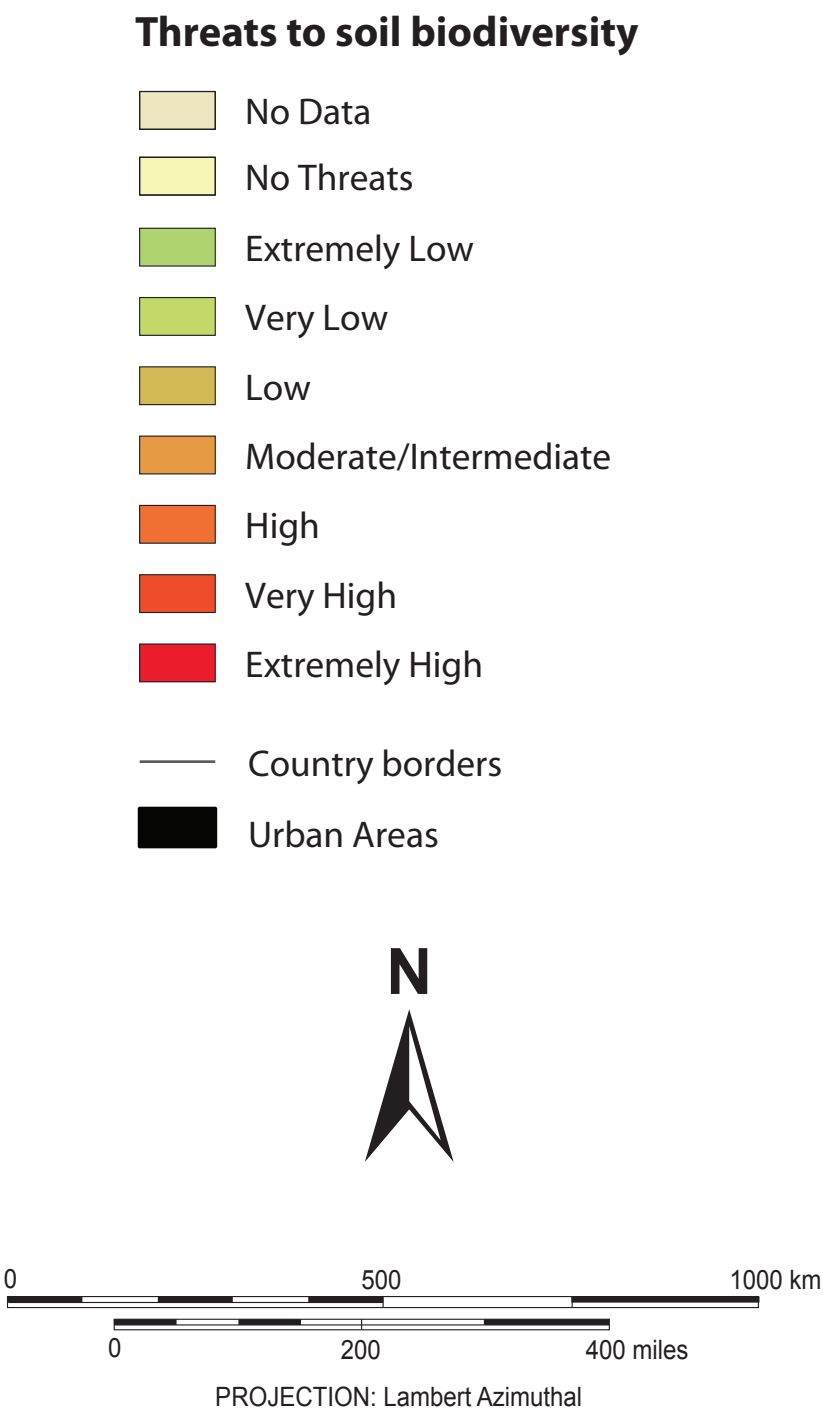 Threats to soil biodiversity
No Data
No Threats
Extremely Low
Very Low
Low
Moderate/Intermediate
High
Very High
Extremely High
Country borders
Urban Areas
N
0 500 1000 km
0 200 400 miles
PROJECTION: Lambert Azimuthal